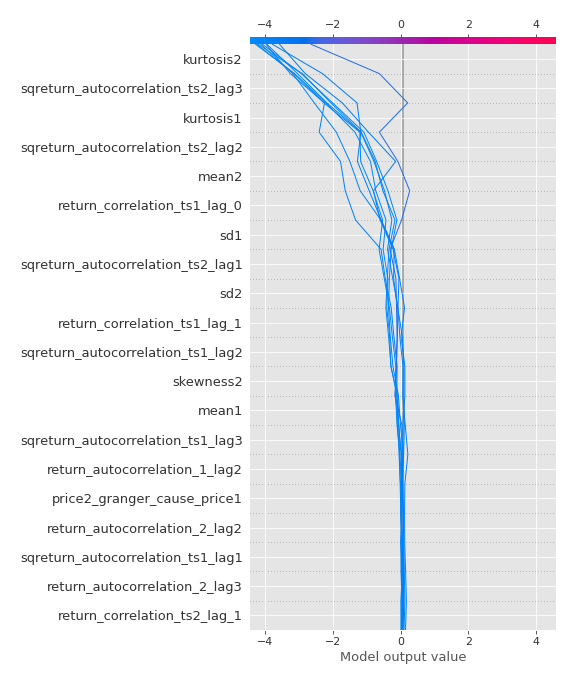 −4 −2 0 2 4
kurtosis2
sqreturn_autocorrelation_ts2_lag3
kurtosis1
sqreturn_autocorrelation_ts2_lag2
mean2
return_correlation_ts1_lag_0
sd1
sqreturn_autocorrelation_ts2_lag1
sd2
return_correlation_ts1_lag_1
sqreturn_autocorrelation_ts1_lag2
skewness2
mean1
sqreturn_autocorrelation_ts1_lag3
return_autocorrelation_1_lag2
price2_granger_cause_price1
return_autocorrelation_2_lag2
sqreturn_autocorrelation_ts1_lag1
return_autocorrelation_2_lag3
return_correlation_ts2_lag_1
−4 −2 0 2 4
Model output value